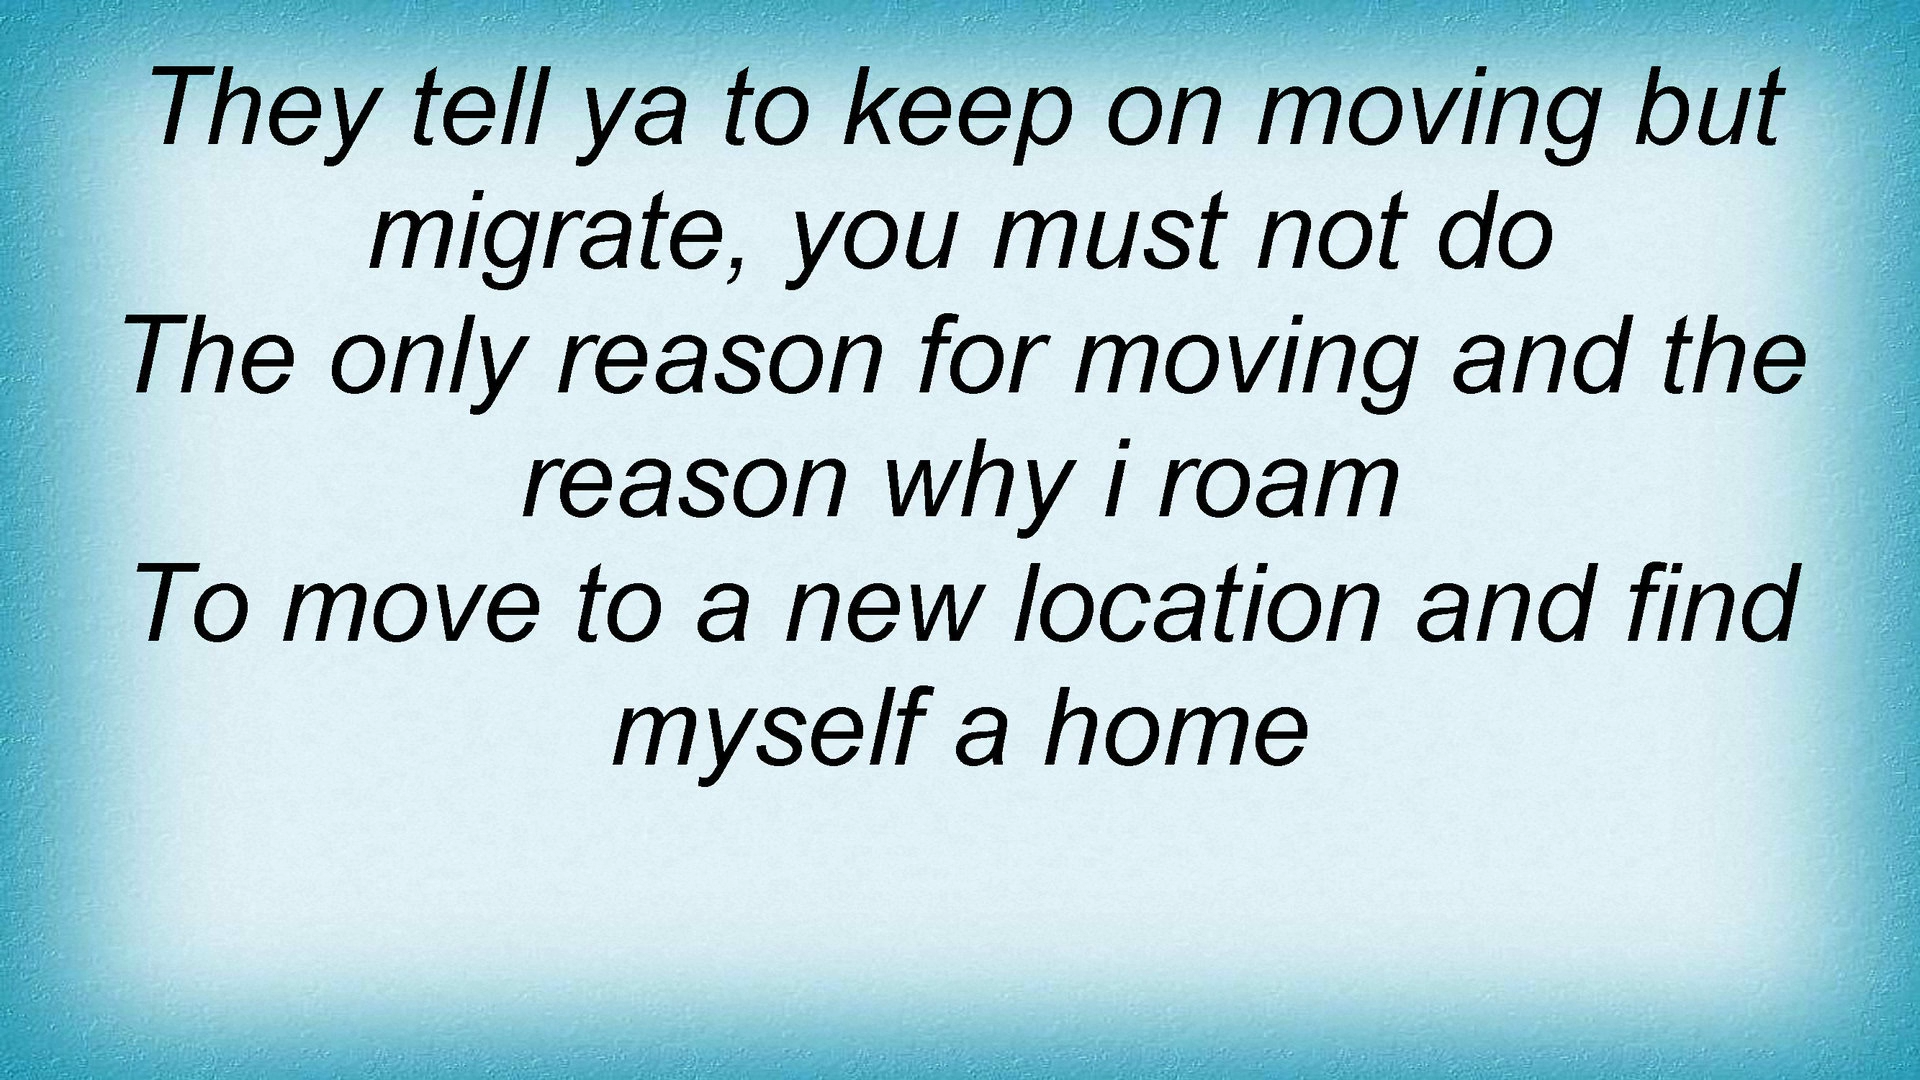 They tell ya to keep on moving but
migrate, you must not do
The only reason for moving and the
reason why i roam
To move to a new location and find
myself a home